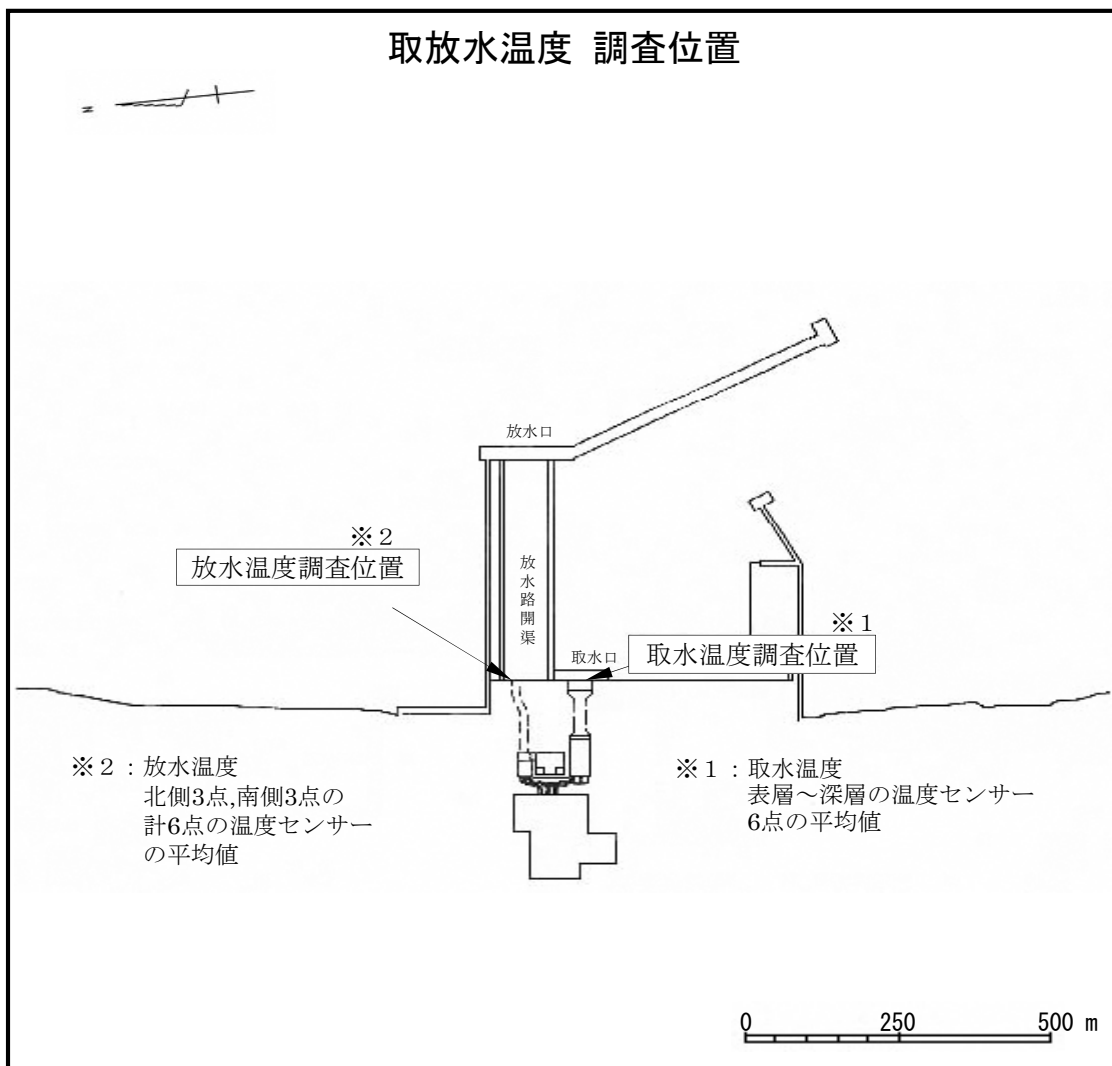 取放水温度 調査位置
N
放水口
※2
放水温度調査位置
放水路開渠
※1
取水口
取水温度調査位置
※2：放水温度
北側3点,南側3点の
計6点の温度センサー
の平均値
※1：取水温度
表層～深層の温度センサー
6点の平均値
0 250 500 m